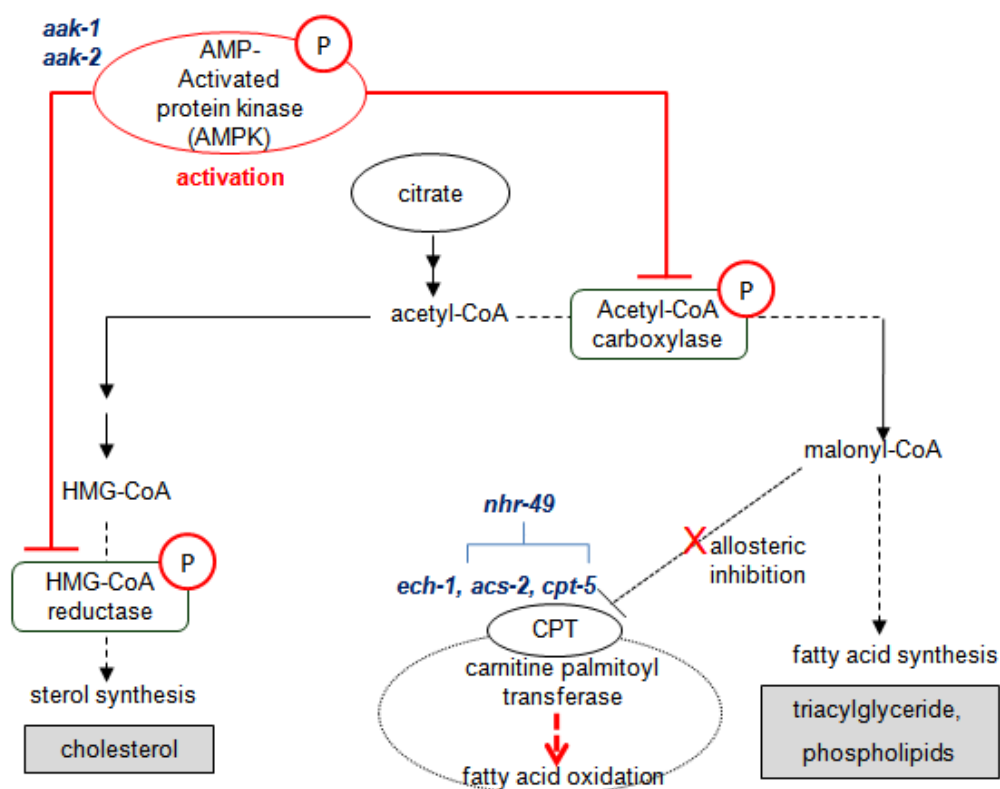 aak-1
aak-2
P
AMP-
Activated
protein kinase
(AMPK)
activation
citrate
acetyl-CoA
Acetyl-CoA
carboxylase
P
HMG-CoA
malonyl-CoA
nhr-49
X allosteric
inhibition
P
HMG-CoA
reductase
ech-1, acs-2, cpt-5
CPT
carnitine palmitoyl
transferase
fatty acid oxidation
sterol synthesis
cholesterol
fatty acid synthesis
triacylglyceride,
phospholipids